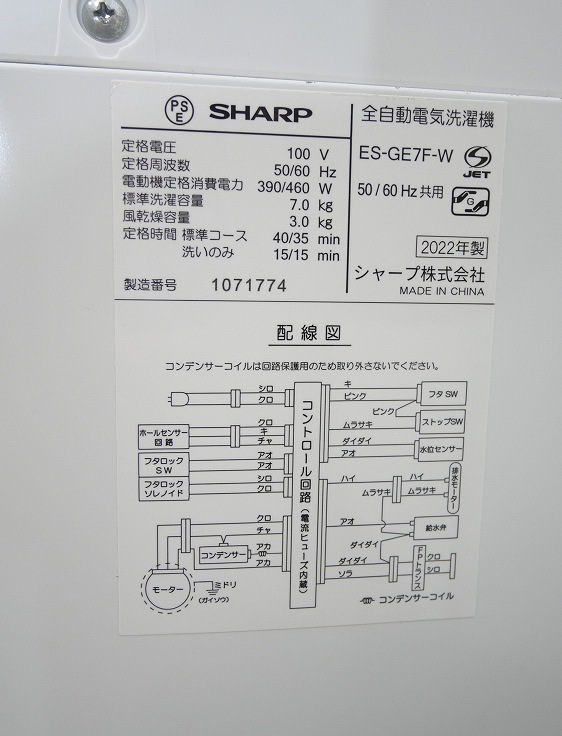 PSE SHARP
定格電圧 100 V
定格周波数 50/60 Hz
電動機定格消費電力 390/460 W
標準洗濯容量 7.0 kg
風乾燥容量 3.0 kg
定格時間 標準コース 40/35 min
洗いのみ 15/15 min
製造番号 1071774
全自動電気洗濯機
ES-GE7F-W
S JET
50/60Hz共用
G
2022年製
シャープ株式会社
MADE IN CHINA
配線図
コンデンサーコイルは回路保護用のため取り外さないでください。
シロ
クロ
ホールセンサー
回路
クロ
キ
チャ
フタロック
SW
アオ
アオ
フタロック
ソレノイド
シロ
クロ
クロ
チャ
コンデンサー
アカ
アカ
モーター
ミドリ
(ガイソウ)
コントロール回路
(電流ヒューズ内蔵)
キ
ピンク
フタSW
ピンク
ムラサキ
ストップSW
ダイダイ
アオ
水位センサー
ハイ
ムラサキ
ハイ
ムラサキ
排水モーター
アオ
給水弁
ダイダイ
ダイダイ
ソラ
FPトランス
クロ
シロ
コンデンサーコイル